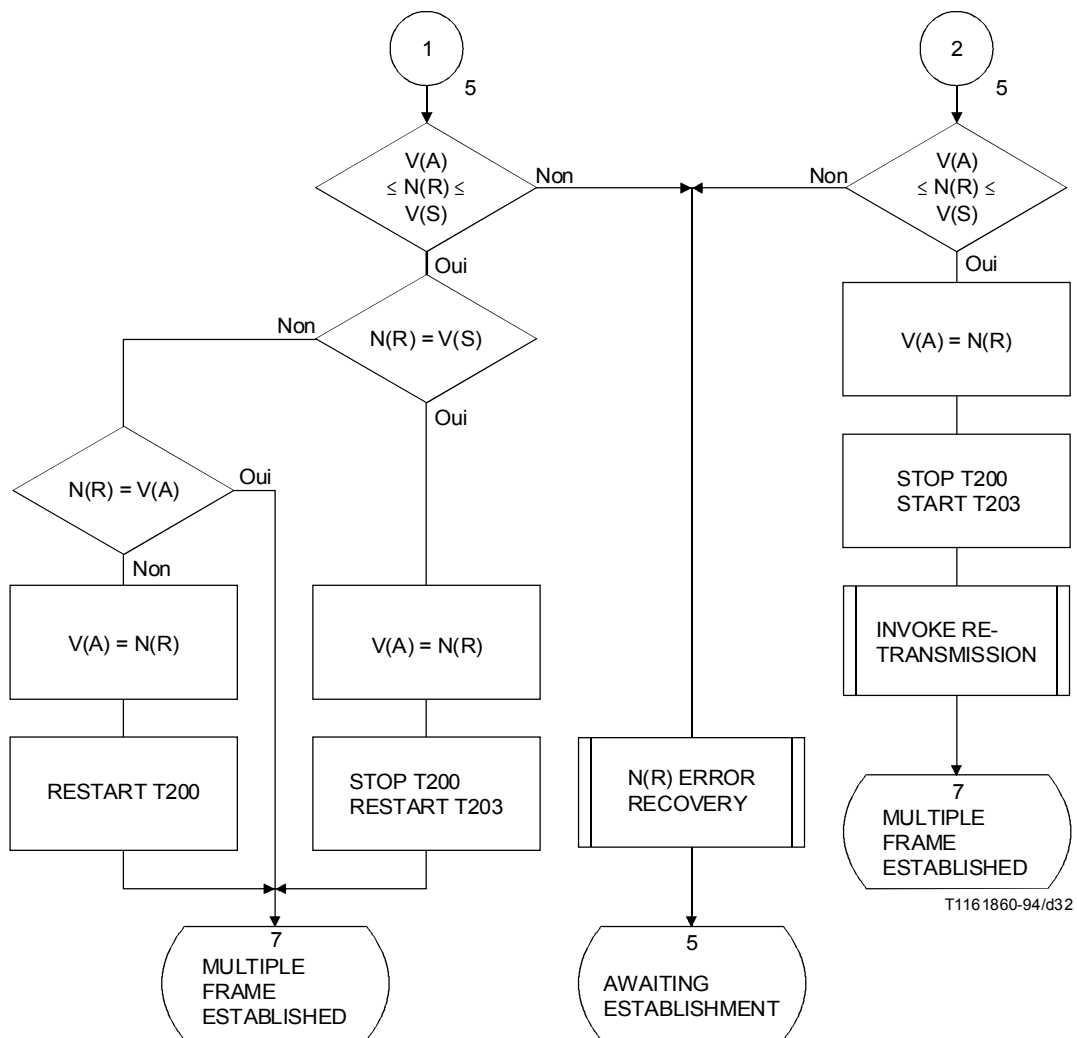 1
2
5
5
V(A)
≤ N(R) ≤
V(S)
Non
Non
V(A)
≤ N(R) ≤
V(S)
Oui
Oui
Non
N(R) = V(S)
V(A) = N(R)
Oui
N(R) = V(A)
Oui
STOP T200
START T203
Non
V(A) = N(R)
V(A) = N(R)
INVOKE RE-
TRANSMISSION
RESTART T200
STOP T200
RESTART T203
N(R) ERROR
RECOVERY
7
MULTIPLE
FRAME
ESTABLISHED
T1161860-94/d32
7
MULTIPLE
FRAME
ESTABLISHED
5
AWAITING
ESTABLISHMENT